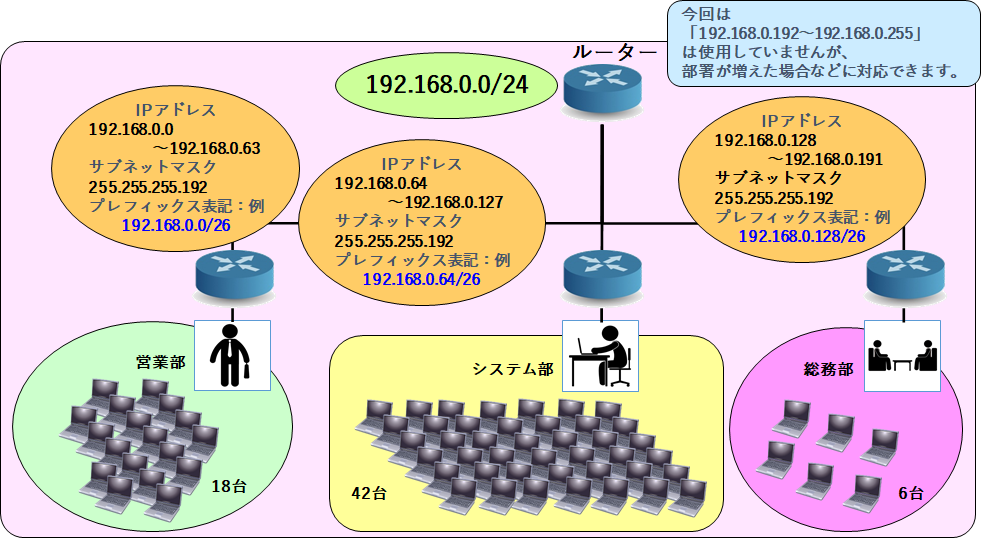 今回は
「192.168.0.192～192.168.0.255」
は使用していませんが、
部署が増えた場合などに対応できます。
ルーター
192.168.0.0/24
IPアドレス
192.168.0.0
～192.168.0.63
サブネットマスク
255.255.255.192
プレフィックス表記：例
192.168.0.0/26
IPアドレス
192.168.0.64
～192.168.0.127
サブネットマスク
255.255.255.192
プレフィックス表記：例
192.168.0.64/26
IPアドレス
192.168.0.128
～192.168.0.191
サブネットマスク
255.255.255.192
プレフィックス表記：例
192.168.0.128/26
営業部
18台
システム部
42台
総務部
6台